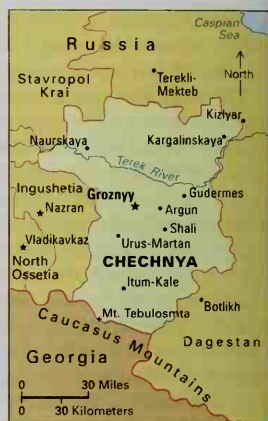 Caspian
Sea
Russia
North
Stavropol
Krai
Terekli-
Mekteb
Kizlyar
Naurskaya
Kargalinskaya
Terek River
Ingushetia
Groznyy
Gudermes
Nazran
Argun
Shali
Vladikavkaz
Urus-Martan
North
Ossetia
CHECHNYA
Itum-Kale
Mt. Tebulosmta
Botlikh
Caucasus Mountains
Dagestan
Georgia
0 30 Miles
0 30 Kilometers